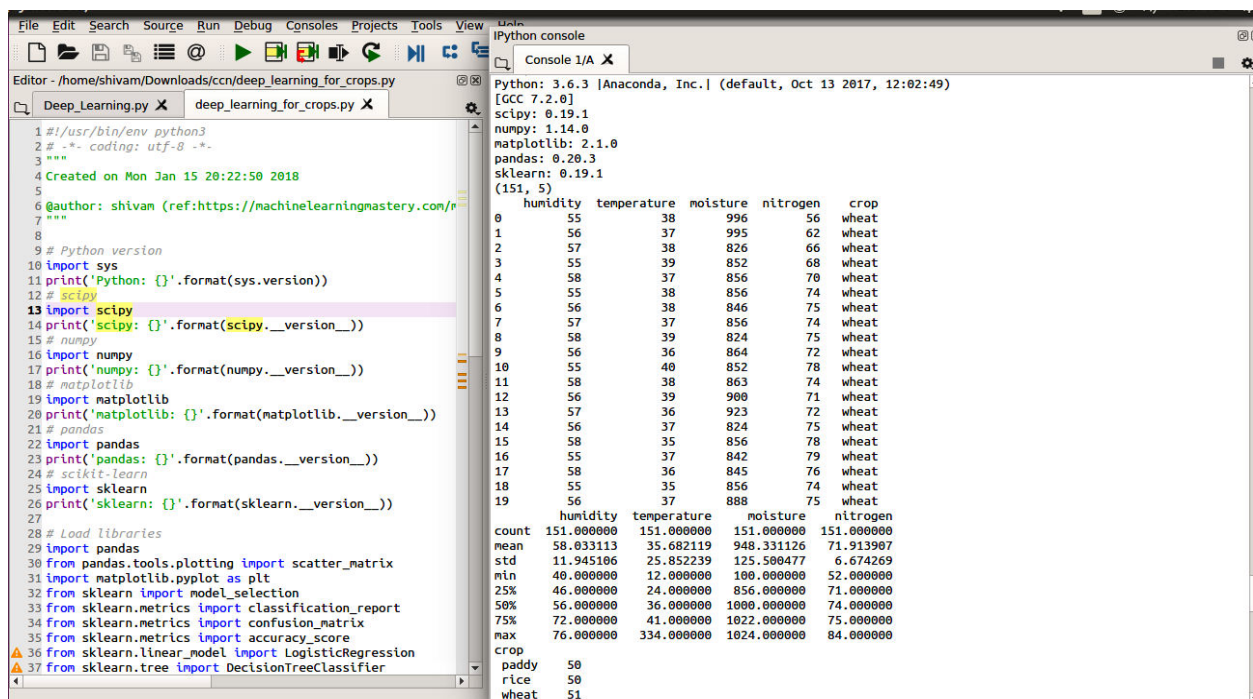 File Edit Search Source Run Debug Consoles Projects Tools View Help
Editor - /home/shivam/Downloads/ccn/deep_learning_for_crops.py
Deep_Learning.py X deep_learning_for_crops.py X
1 #!/usr/bin/env python3
2 # -*- coding: utf-8 -*-
3 """
4 Created on Mon Jan 15 20:22:50 2018
5
6 @author: shivam (ref:https://machinelearningmastery.com/m
7 """
8
9 # Python version
10 import sys
11 print('Python: {}'.format(sys.version))
12 # scipy
13 import scipy
14 print('scipy: {}'.format(scipy.__version__))
15 # numpy
16 import numpy
17 print('numpy: {}'.format(numpy.__version__))
18 # matplotlib
19 import matplotlib
20 print('matplotlib: {}'.format(matplotlib.__version__))
21 # pandas
22 import pandas
23 print('pandas: {}'.format(pandas.__version__))
24 # scikit-learn
25 import sklearn
26 print('sklearn: {}'.format(sklearn.__version__))
27
28 # Load libraries
29 import pandas
30 from pandas.tools.plotting import scatter_matrix
31 import matplotlib.pyplot as plt
32 from sklearn import model_selection
33 from sklearn.metrics import classification_report
34 from sklearn.metrics import confusion_matrix
35 from sklearn.metrics import accuracy_score
36 from sklearn.linear_model import LogisticRegression
37 from sklearn.tree import DecisionTreeClassifier
IPython console
Console 1/A X
Python: 3.6.3 |Anaconda, Inc.| (default, Oct 13 2017, 12:02:49)
[GCC 7.2.0]
scipy: 0.19.1
numpy: 1.14.0
matplotlib: 2.1.0
pandas: 0.20.3
sklearn: 0.19.1
(151, 5)
humidity temperature moisture nitrogen crop
0 55 38 996 56 wheat
1 56 37 995 62 wheat
2 57 38 826 66 wheat
3 55 39 852 68 wheat
4 58 37 856 70 wheat
5 55 38 856 74 wheat
6 56 38 846 75 wheat
7 57 37 856 74 wheat
8 58 39 824 75 wheat
9 56 36 864 72 wheat
10 55 40 852 78 wheat
11 58 38 863 74 wheat
12 56 39 900 71 wheat
13 57 36 923 72 wheat
14 56 37 824 75 wheat
15 58 35 856 78 wheat
16 55 37 842 79 wheat
17 58 36 845 76 wheat
18 55 35 856 74 wheat
19 56 37 888 75 wheat
humidity temperature moisture nitrogen
count 151.000000 151.000000 151.000000 151.000000
mean 58.033113 35.682119 948.331126 71.913907
std 11.945106 25.852239 125.500477 6.674269
min 40.000000 12.000000 100.000000 52.000000
25% 46.000000 24.000000 856.000000 71.000000
50% 56.000000 36.000000 1000.000000 74.000000
75% 72.000000 41.000000 1022.000000 75.000000
max 76.000000 334.000000 1024.000000 84.000000
crop
paddy 50
rice 50
wheat 51